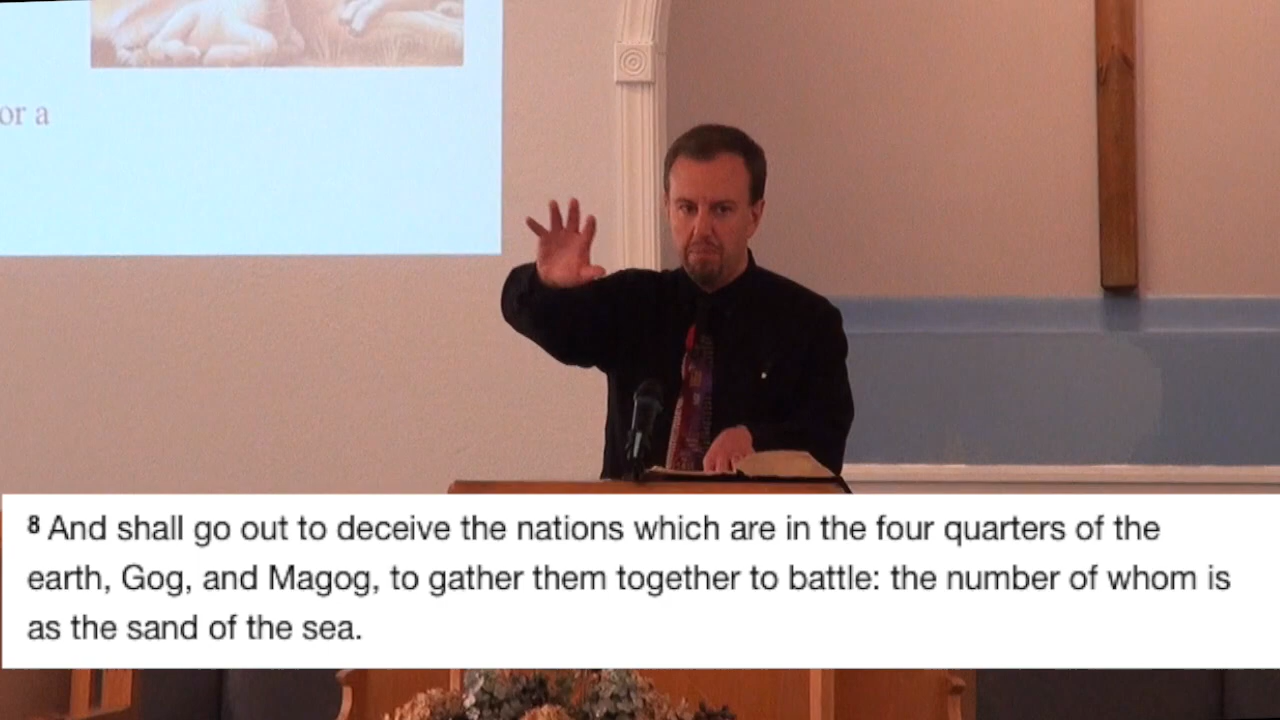 or a
8 And shall go out to deceive the nations which are in the four quarters of the
earth, Gog, and Magog, to gather them together to battle: the number of whom is
as the sand of the sea.